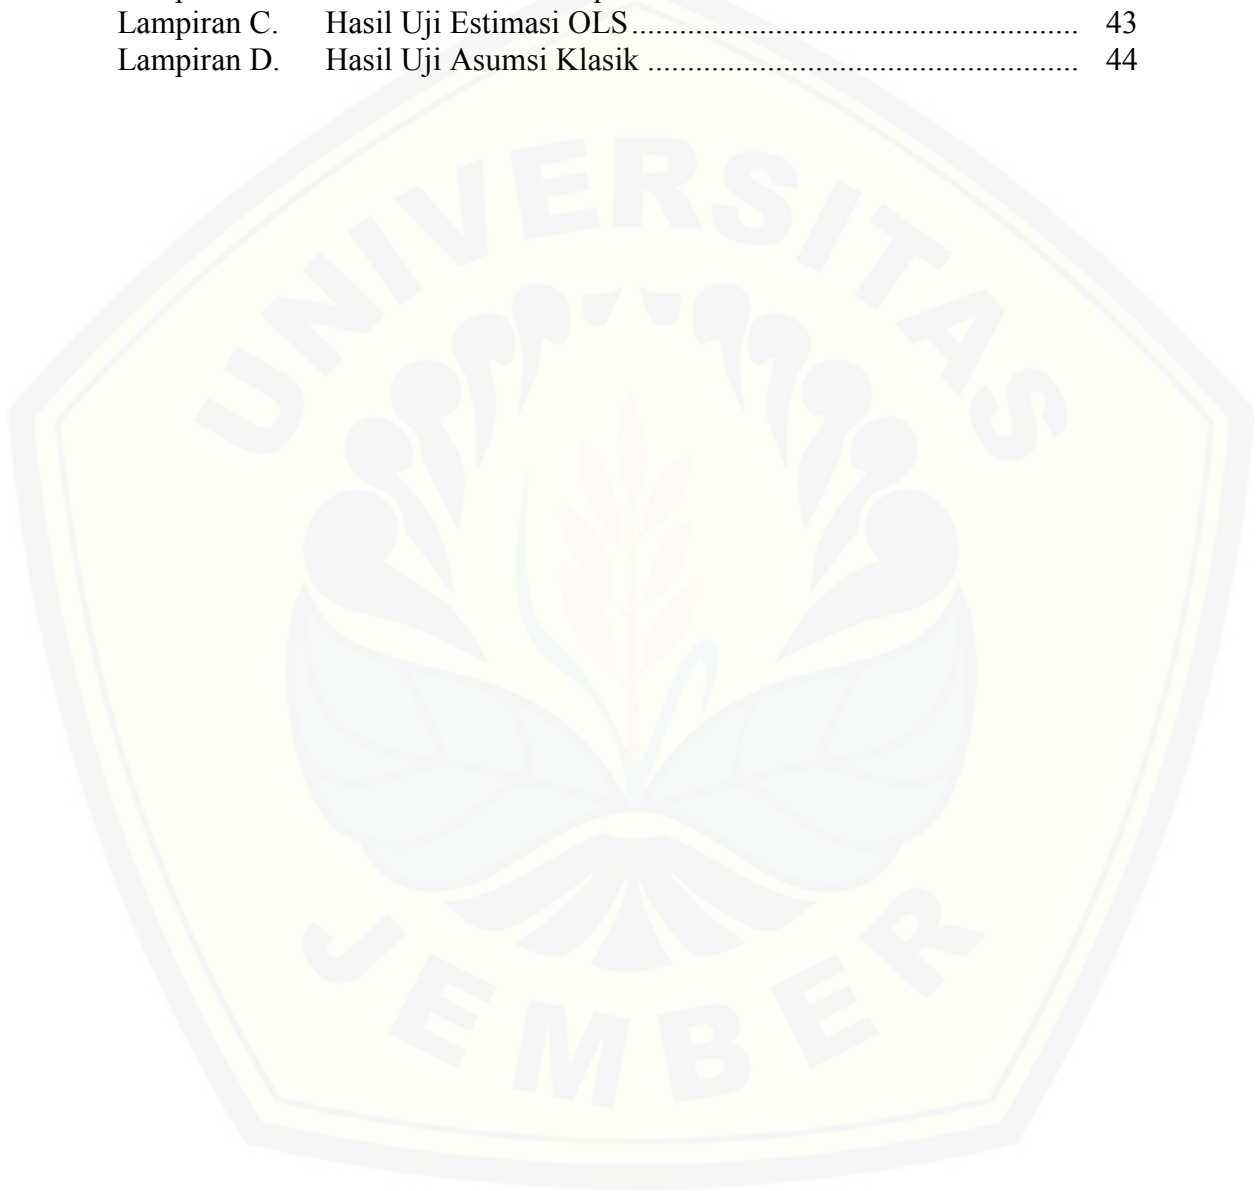 Lampiran C. Hasil Uji Estimasi OLS........................................................ 43
Lampiran D. Hasil Uji Asumsi Klasik ...................................................... 44
UNIVERSITAS
JEMBER